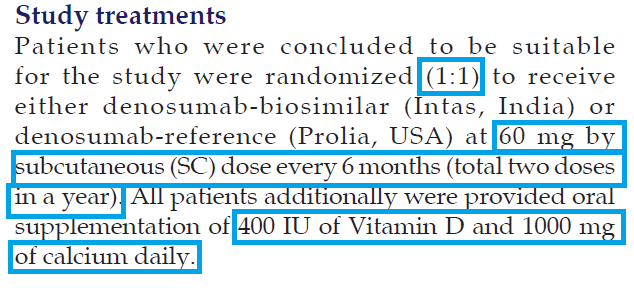 Study treatments
Patients who were concluded to be suitable
for the study were randomized (1:1) to receive
either denosumab-biosimilar (Intas, India) or
denosumab-reference (Prolia, USA) at 60 mg by
subcutaneous (SC) dose every 6 months (total two doses
in a year). All patients additionally were provided oral
supplementation of 400 IU of Vitamin D and 1000 mg
of calcium daily.